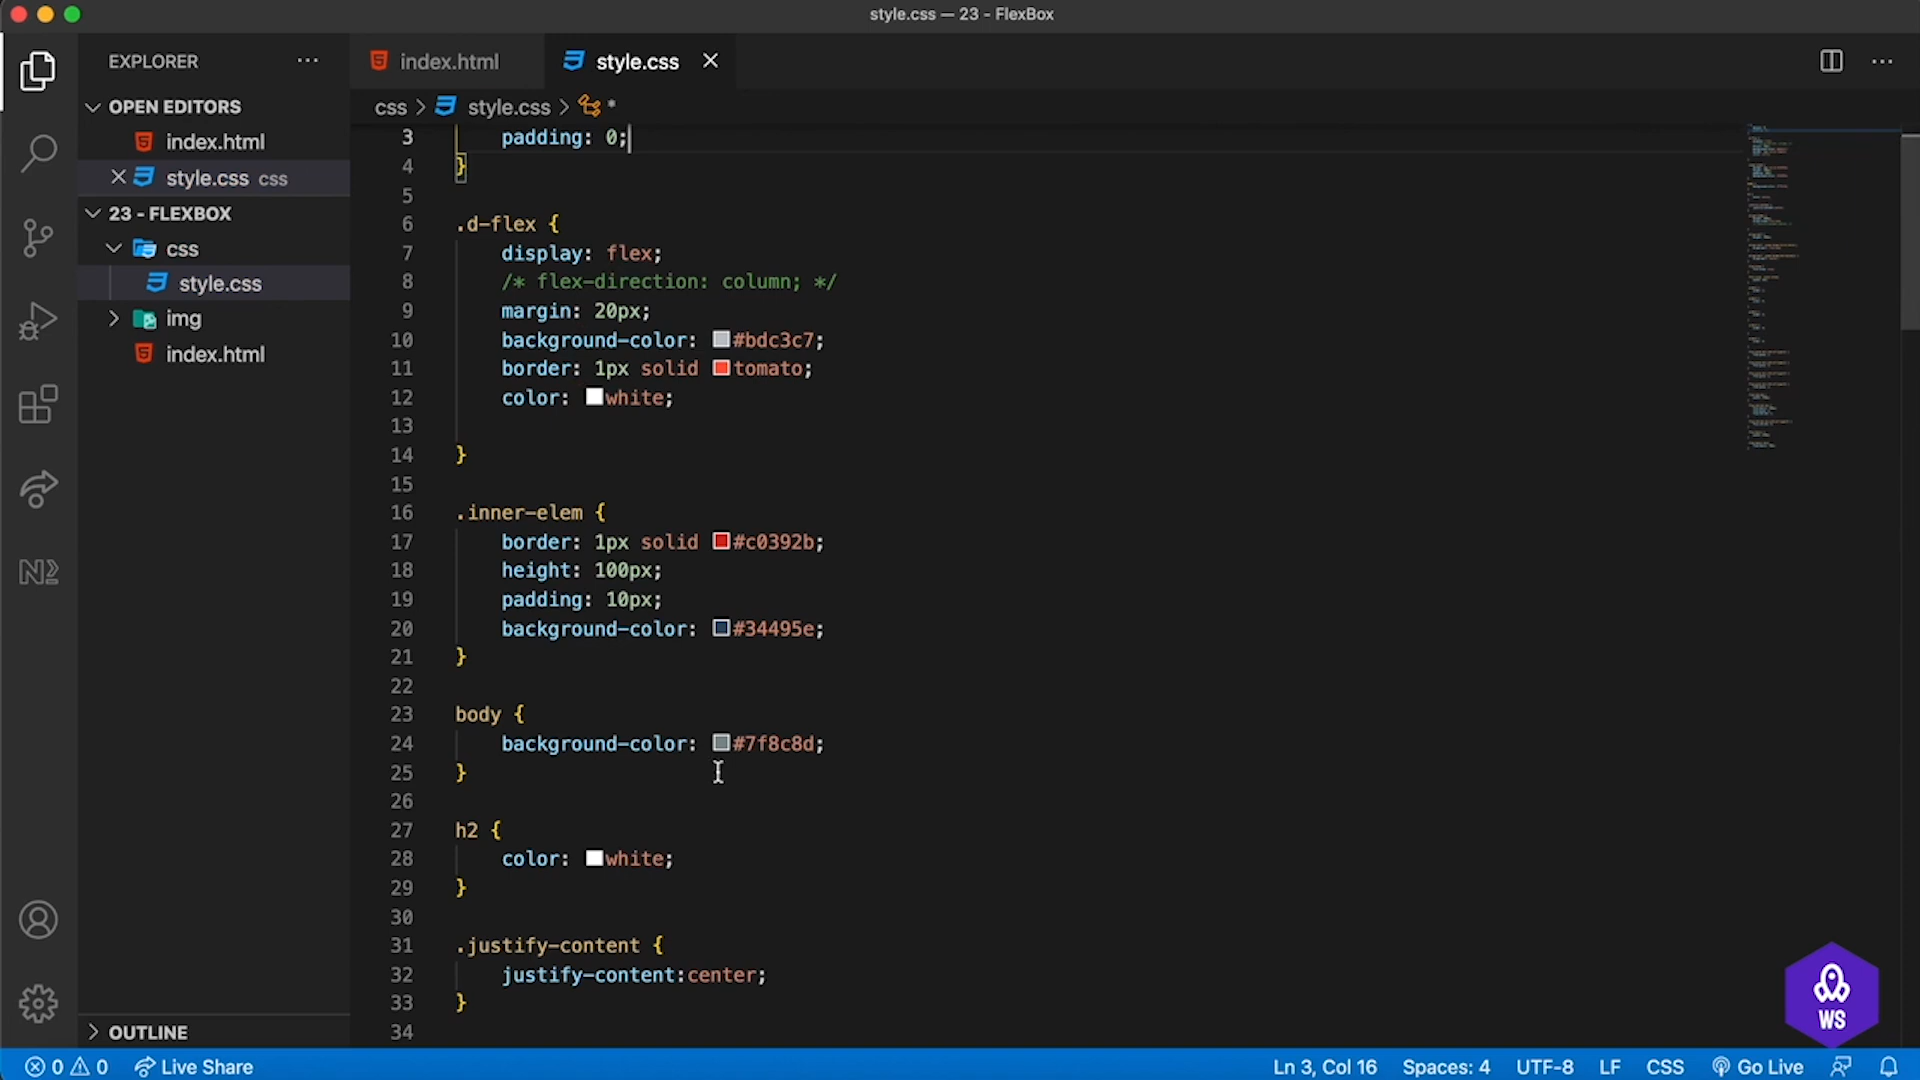 style.css — 23 - FlexBox
EXPLORER
index.html
style.css
OPEN EDITORS
index.html
style.css css
23 - FLEXBOX
css
style.css
img
index.html
OUTLINE
css > style.css > *
3 padding: 0;
4 }
5
6 .d-flex {
7 display: flex;
8 /* flex-direction: column; */
9 margin: 20px;
10 background-color: #bdc3c7;
11 border: 1px solid tomato;
12 color: white;
13
14 }
15
16 .inner-elem {
17 border: 1px solid #c0392b;
18 height: 100px;
19 padding: 10px;
20 background-color: #34495e;
21 }
22
23 body {
24 background-color: #7f8c8d;
25 }
26
27 h2 {
28 color: white;
29 }
30
31 .justify-content {
32 justify-content:center;
33 }
34
WS
0 0 Live Share
Ln 3, Col 16 Spaces: 4 UTF-8 LF CSS Go Live